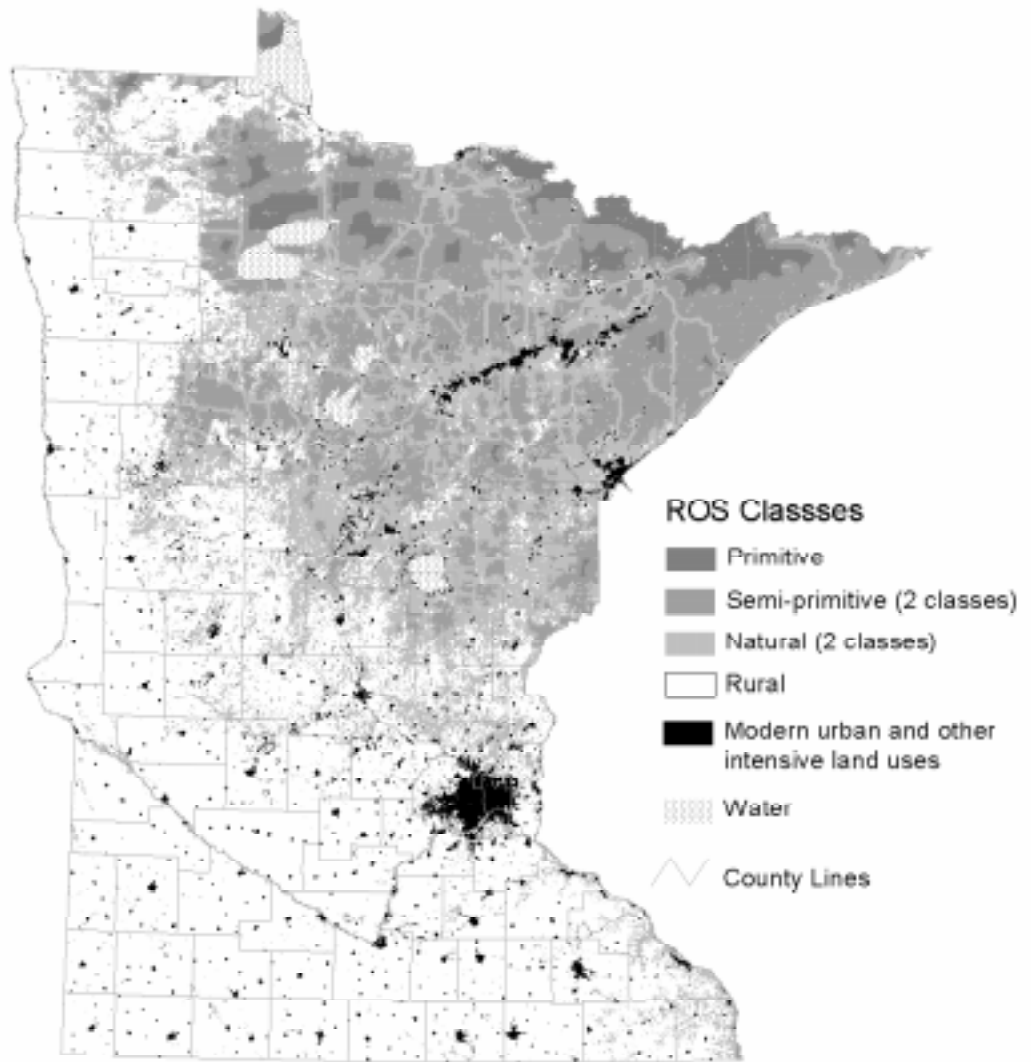 ROS Classses
Primitive
Semi-primitive (2 classes)
Natural (2 classes)
Rural
Modern urban and other
intensive land uses
Water
County Lines